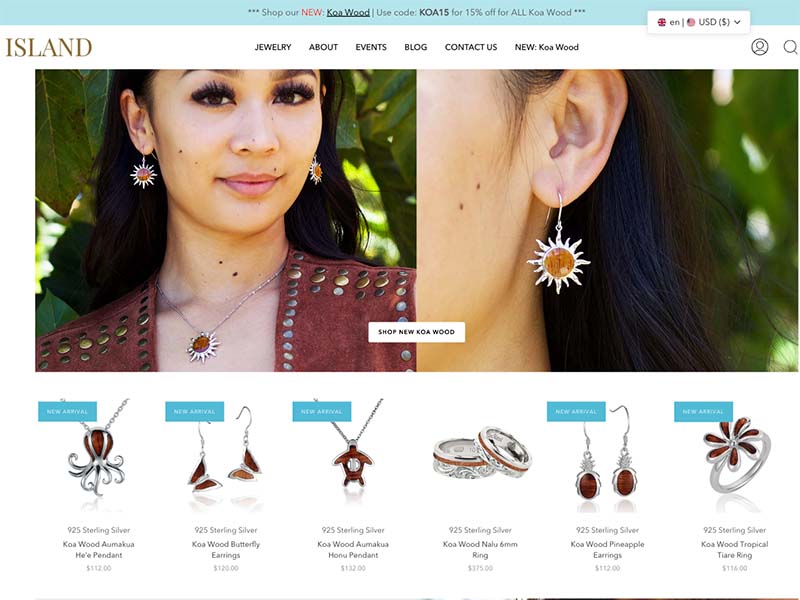 *** Shop our NEW: Koa Wood | Use code: KOA15 for 15% off for ALL Koa Wood ***
en | USD ($)
ISLAND
JEWELRY ABOUT EVENTS BLOG CONTACT US NEW: Koa Wood
SHOP NEW KOA WOOD
NEW ARRIVAL NEW ARRIVAL NEW ARRIVAL NEW ARRIVAL NEW ARRIVAL
925 Sterling Silver
Koa Wood Aumakua
He'e Pendant
$112.00
925 Sterling Silver
Koa Wood Butterfly
Earrings
$120.00
925 Sterling Silver
Koa Wood Aumakua
Honu Pendant
$132.00
925 Sterling Silver
Koa Wood Nalu 6mm
Ring
$375.00
925 Sterling Silver
Koa Wood Pineapple
Earrings
$112.00
925 Sterling Silver
Koa Wood Tropical
Tiare Ring
$116.00